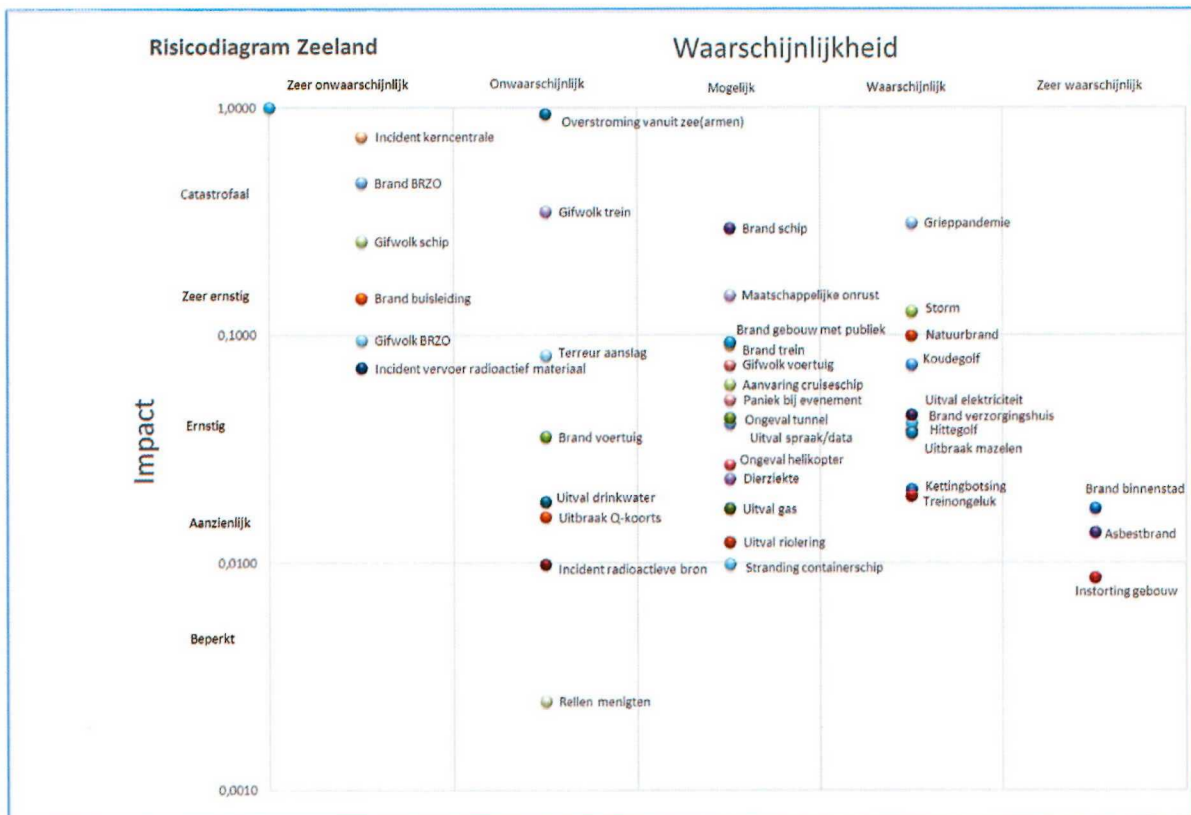 Risicodiagram Zeeland
Waarschijnlijkheid
Zeer onwaarschijnlijk
Onwaarschijnlijk
Mogelijk
Waarschijnlijk
Zeer waarschijnlijk
Impact
1,0000
Catastrofaal
Zeer ernstig
0,1000
Ernstig
Aanzienlijk
0,0100
Beperkt
0,0010
Incident kerncentrale
Brand BRZO
Gifwolk schip
Brand buisleiding
Gifwolk BRZO
Incident vervoer radioactief materiaal
Overstroming vanuit zee(armen)
Gifwolk trein
Terreur aanslag
Brand voertuig
Uitval drinkwater
Uitbraak Q-koorts
Incident radioactieve bron
Rellen menigten
Brand schip
Maatschappelijke onrust
Brand gebouw met publiek
Brand trein
Gifwolk voertuig
Aanvaring cruiseschip
Paniek bij evenement
Ongeval tunnel
Uitval spraak/data
Ongeval helikopter
Dierziekte
Uitval gas
Uitval riolering
Stranding containerschip
Grieppandemie
Storm
Natuurbrand
Koudegolf
Uitval elektriciteit
Brand verzorgingshuis
Hittegolf
Uitbraak mazelen
Kettingbotsing
Treinongeluk
Brand binnenstad
Asbestbrand
Instorting gebouw